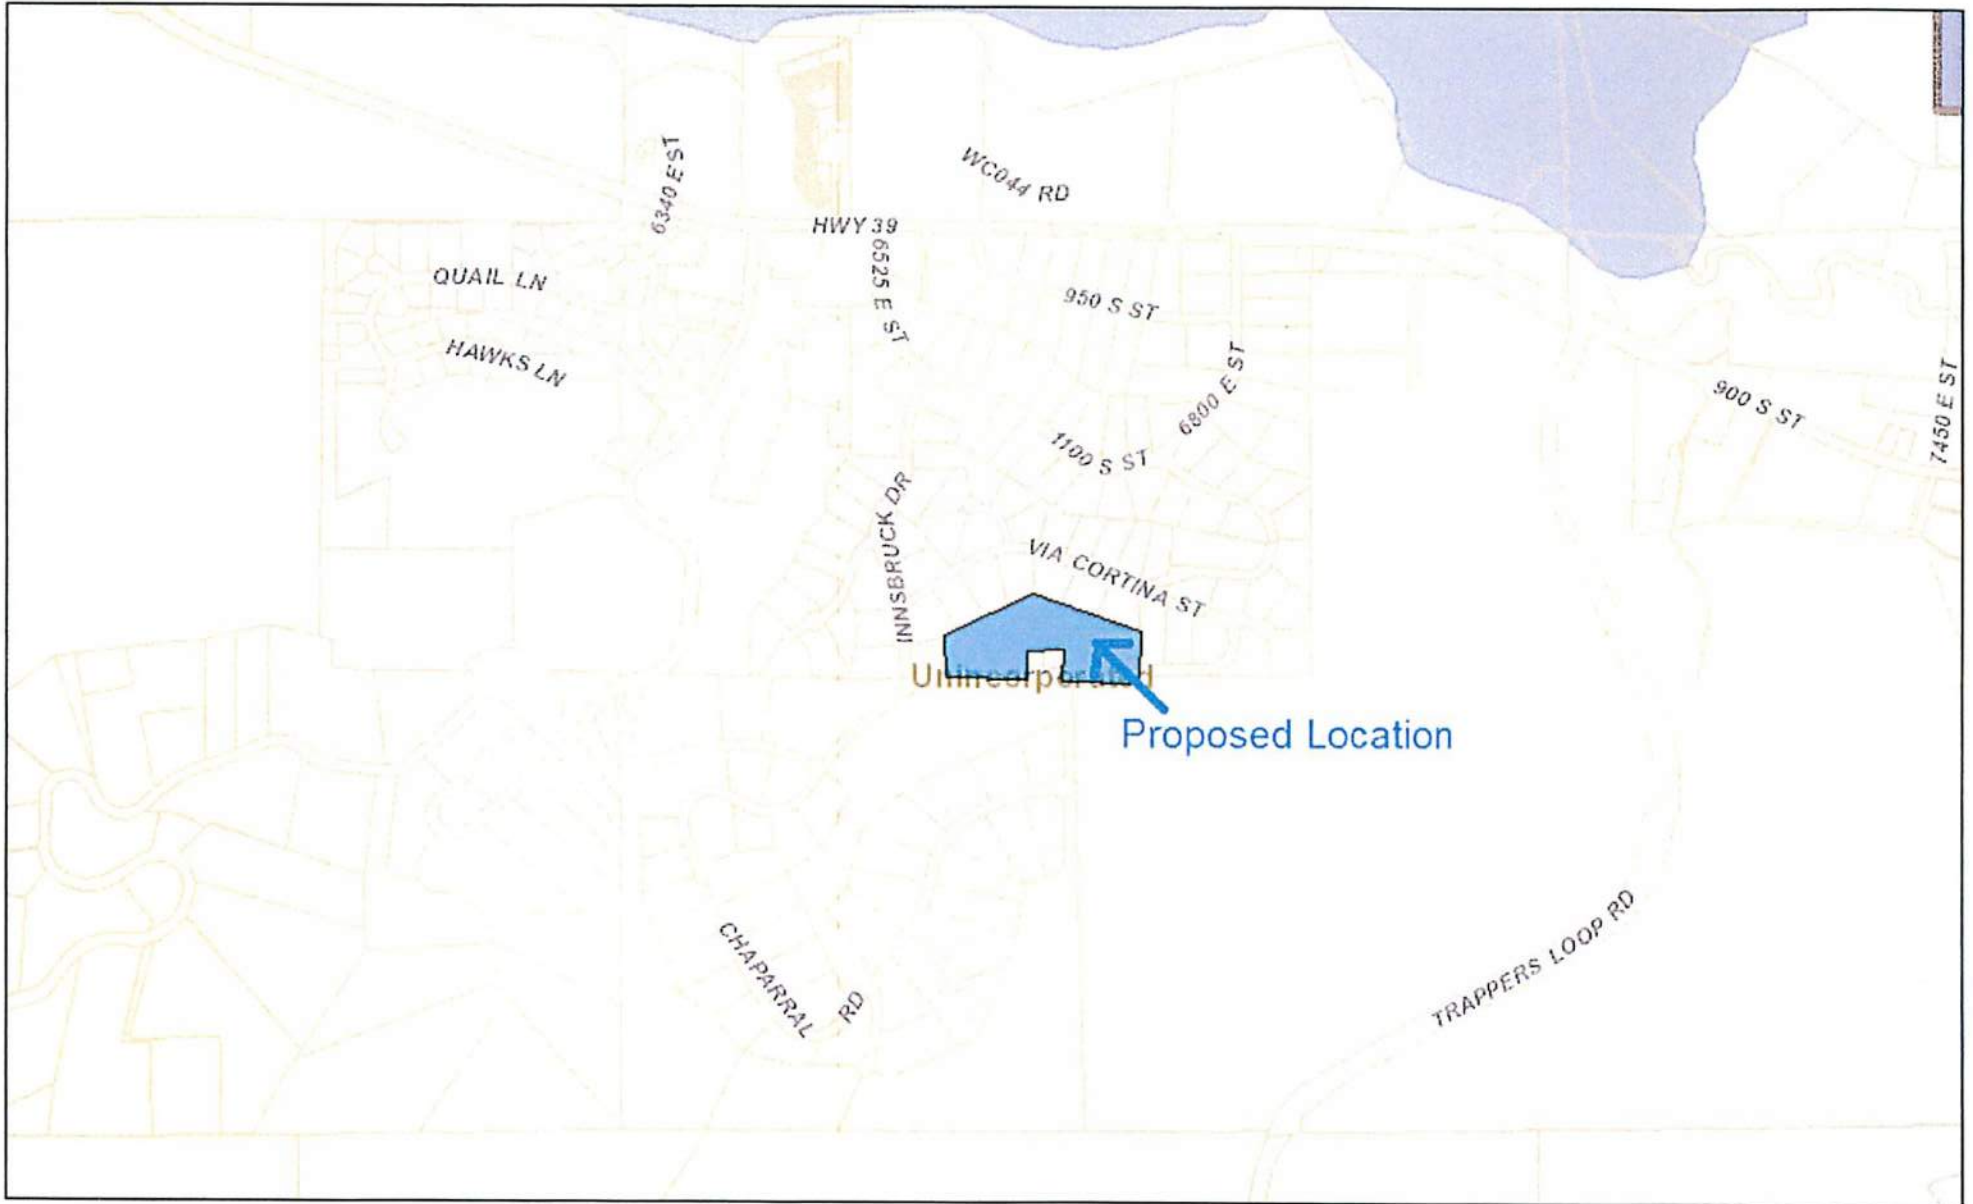 6340 E ST
WC044 RD
HWY 39
6525 E ST
QUAIL LN
950 S ST
HAWKS LN
6800 E ST
900 S ST
7450 E ST
1100 S ST
INNSBRUCK DR
VIA CORTINA ST
Unincorporated
Proposed Location
CHAPARRAL RD
TRAPPERS LOOP RD